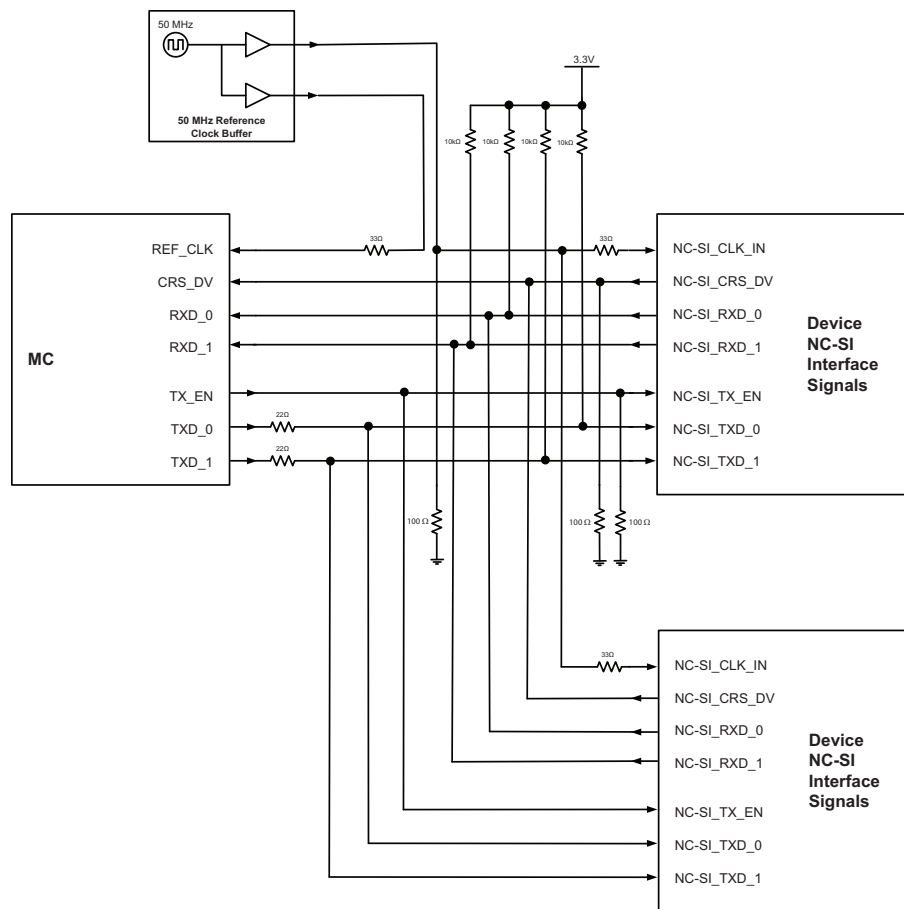 50 MHz
50 MHz Reference
Clock Buffer
3.3V
10kΩ
10kΩ
10kΩ
10kΩ
MC
REF_CLK
CRS_DV
RXD_0
RXD_1
TX_EN
TXD_0
TXD_1
33Ω
22Ω
22Ω
33Ω
100 Ω
100 Ω
100 Ω
NC-SI_CLK_IN
NC-SI_CRS_DV
NC-SI_RXD_0
NC-SI_RXD_1
NC-SI_TX_EN
NC-SI_TXD_0
NC-SI_TXD_1
Device
NC-SI
Interface
Signals
33Ω
NC-SI_CLK_IN
NC-SI_CRS_DV
NC-SI_RXD_0
NC-SI_RXD_1
NC-SI_TX_EN
NC-SI_TXD_0
NC-SI_TXD_1
Device
NC-SI
Interface
Signals